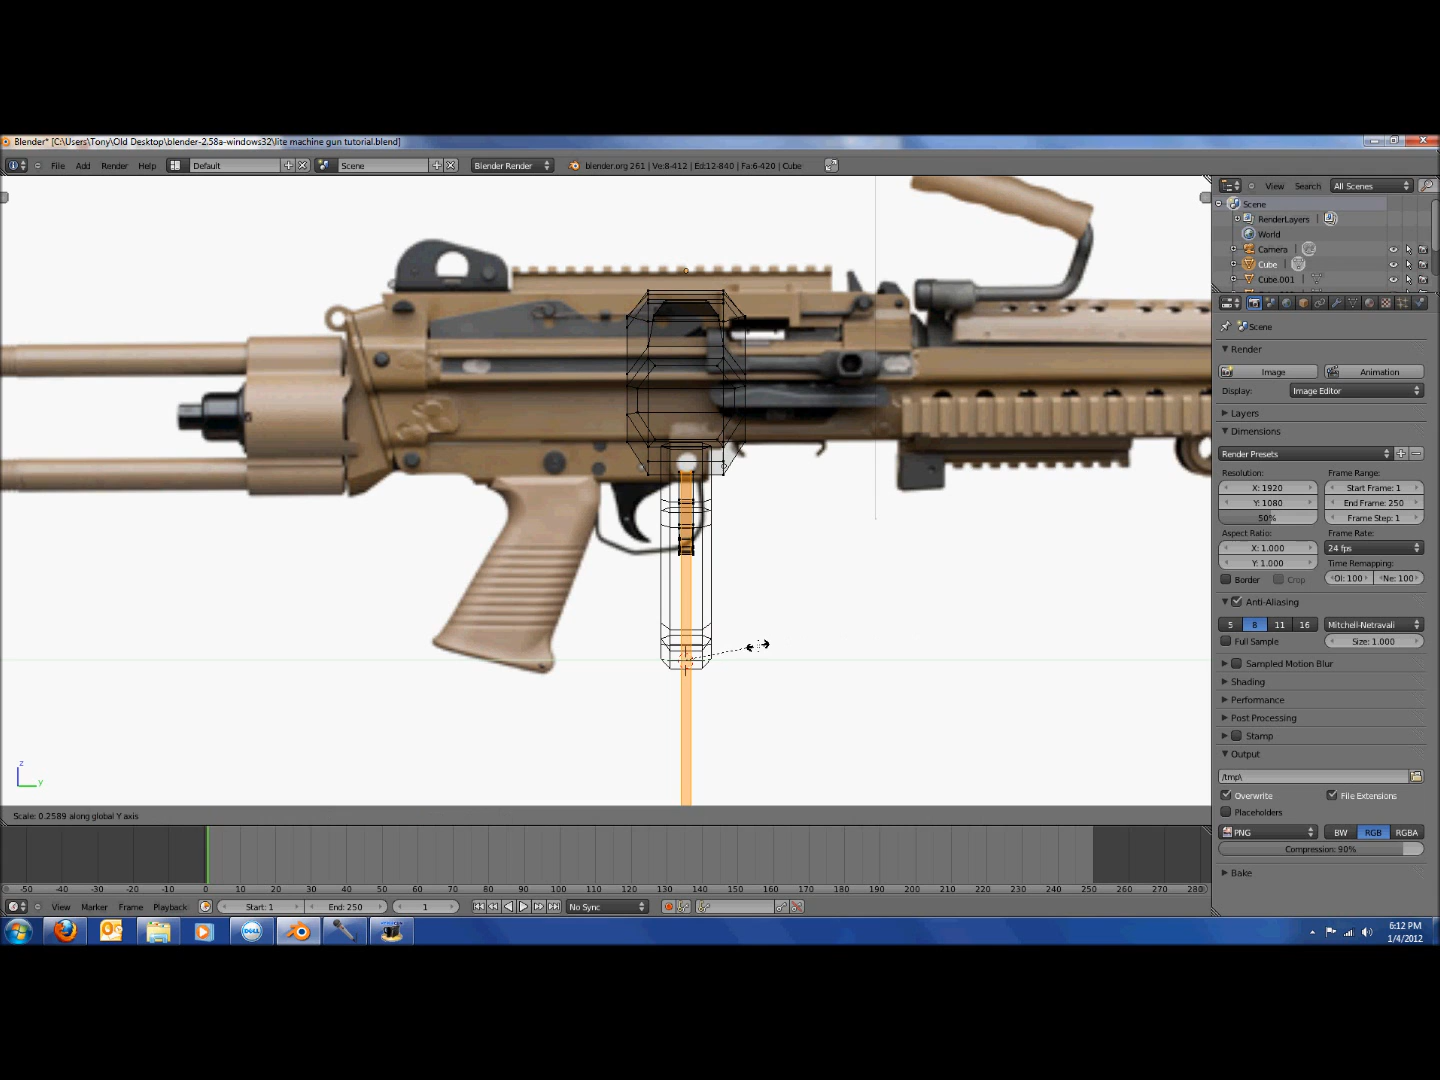 Blender* [C:\Users\Tony\Old Desktop\blender-2.58a-windows32\lite machine gun tutorial.blend]
File Add Render Help Default Scene Blender Render blender.org 261 | Ve:8-412 | Ed:12-840 | Fa:6-420 | Cube
View Search All Scenes
Scene
RenderLayers
World
Camera
Cube
Cube.001
Scene
Render
Image Animation
Display: Image Editor
Layers
Dimensions
Render Presets
Resolution: Frame Range:
X: 1920 Start Frame: 1
Y: 1080 End Frame: 250
50% Frame Step: 1
Aspect Ratio: Frame Rate:
X: 1.000 24 fps
Y: 1.000 Time Remapping:
Border Crop Ol: 100 Ne: 100
Anti-Aliasing
5 8 11 16 Mitchell-Netravali
Full Sample Size: 1.000
Sampled Motion Blur
Shading
Performance
Post Processing
Stamp
Output
/tmp\
Overwrite File Extensions
Placeholders
PNG BW RGB RGBA
Compression: 90%
Bake
z
y
Scale: 0.2589 along global Y axis
-50 -40 -30 -20 -10 0 10 20 30 40 50 60 70 80 90 100 110 120 130 140 150 160 170 180 190 200 210 220 230 240 250 260 270 280
View Marker Frame Playback Start: 1 End: 250 1 No Sync
DELL
6:12 PM
1/4/2012